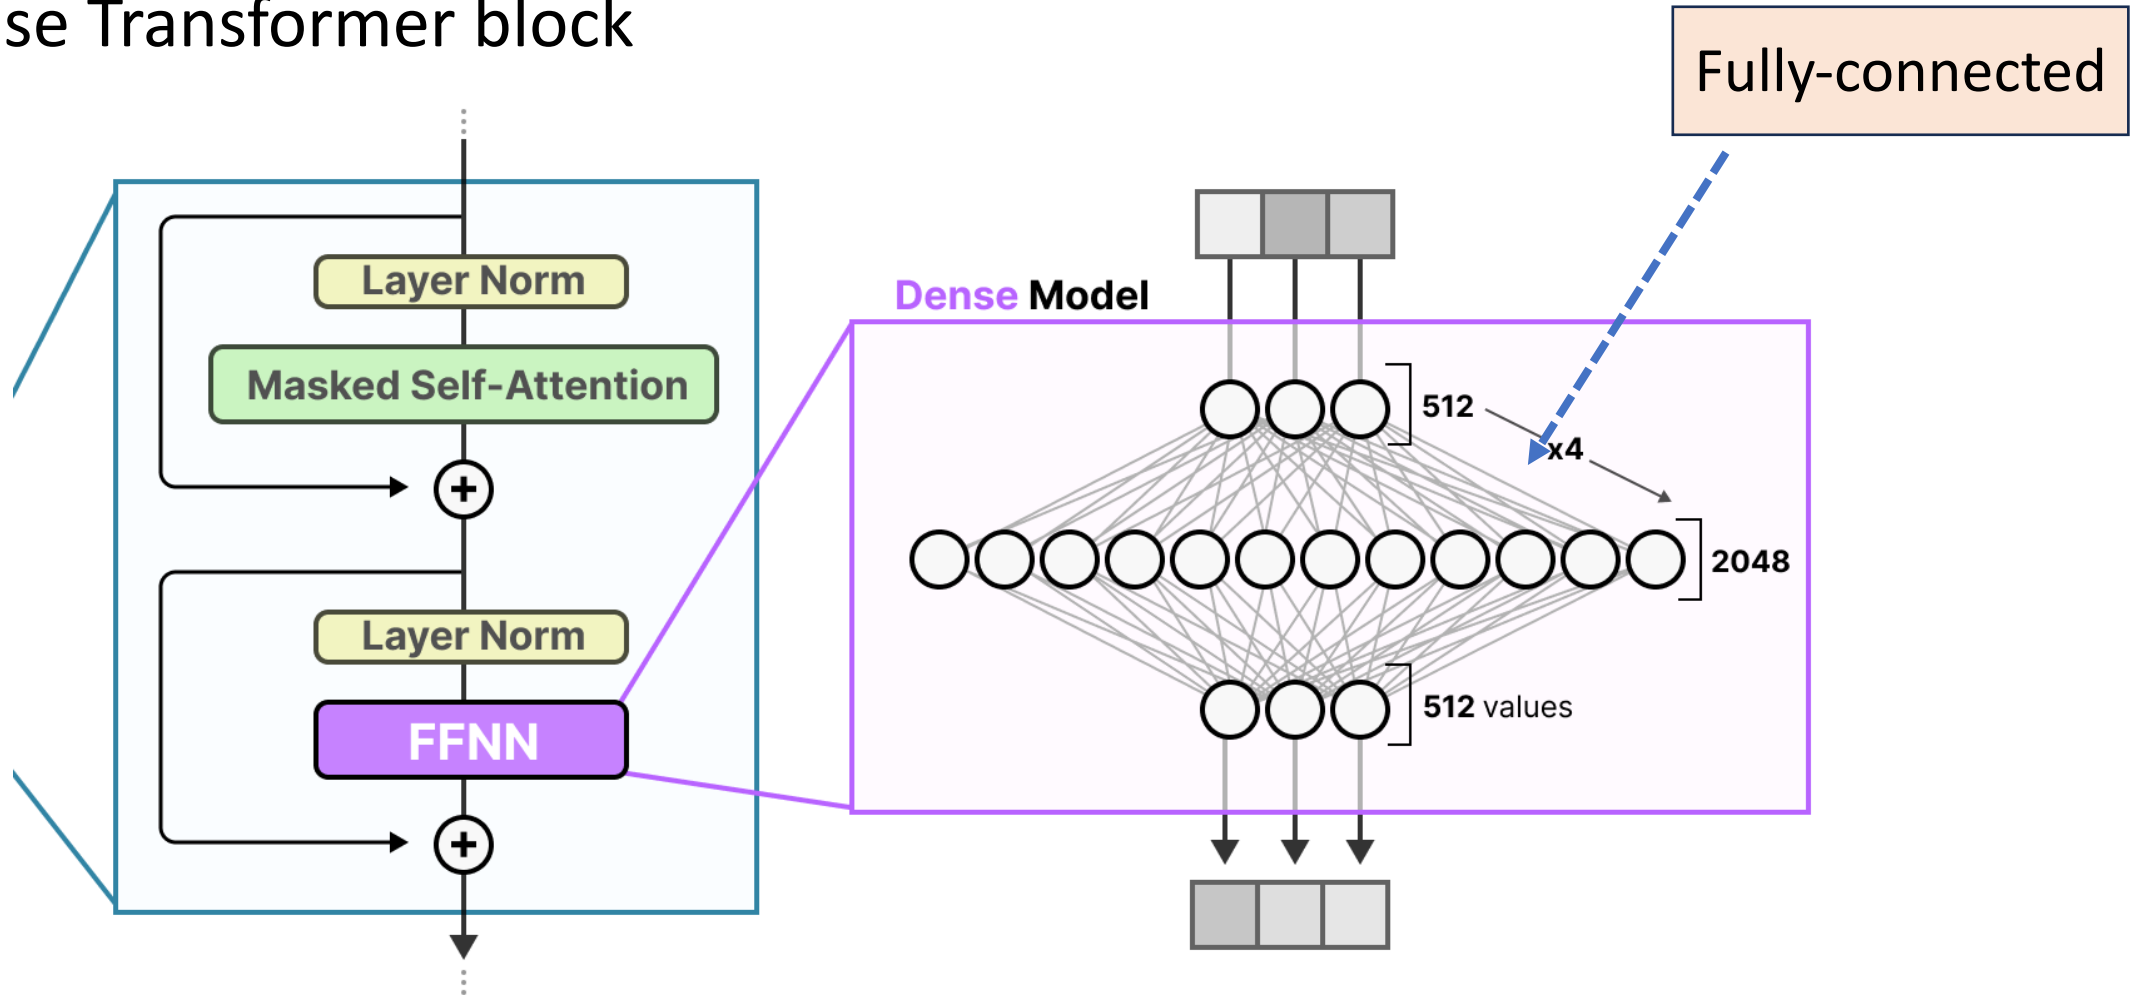 se Transformer block
Fully-connected
Layer Norm
Masked Self-Attention
+
Layer Norm
FFNN
+
Dense Model
512
x4
2048
512 values